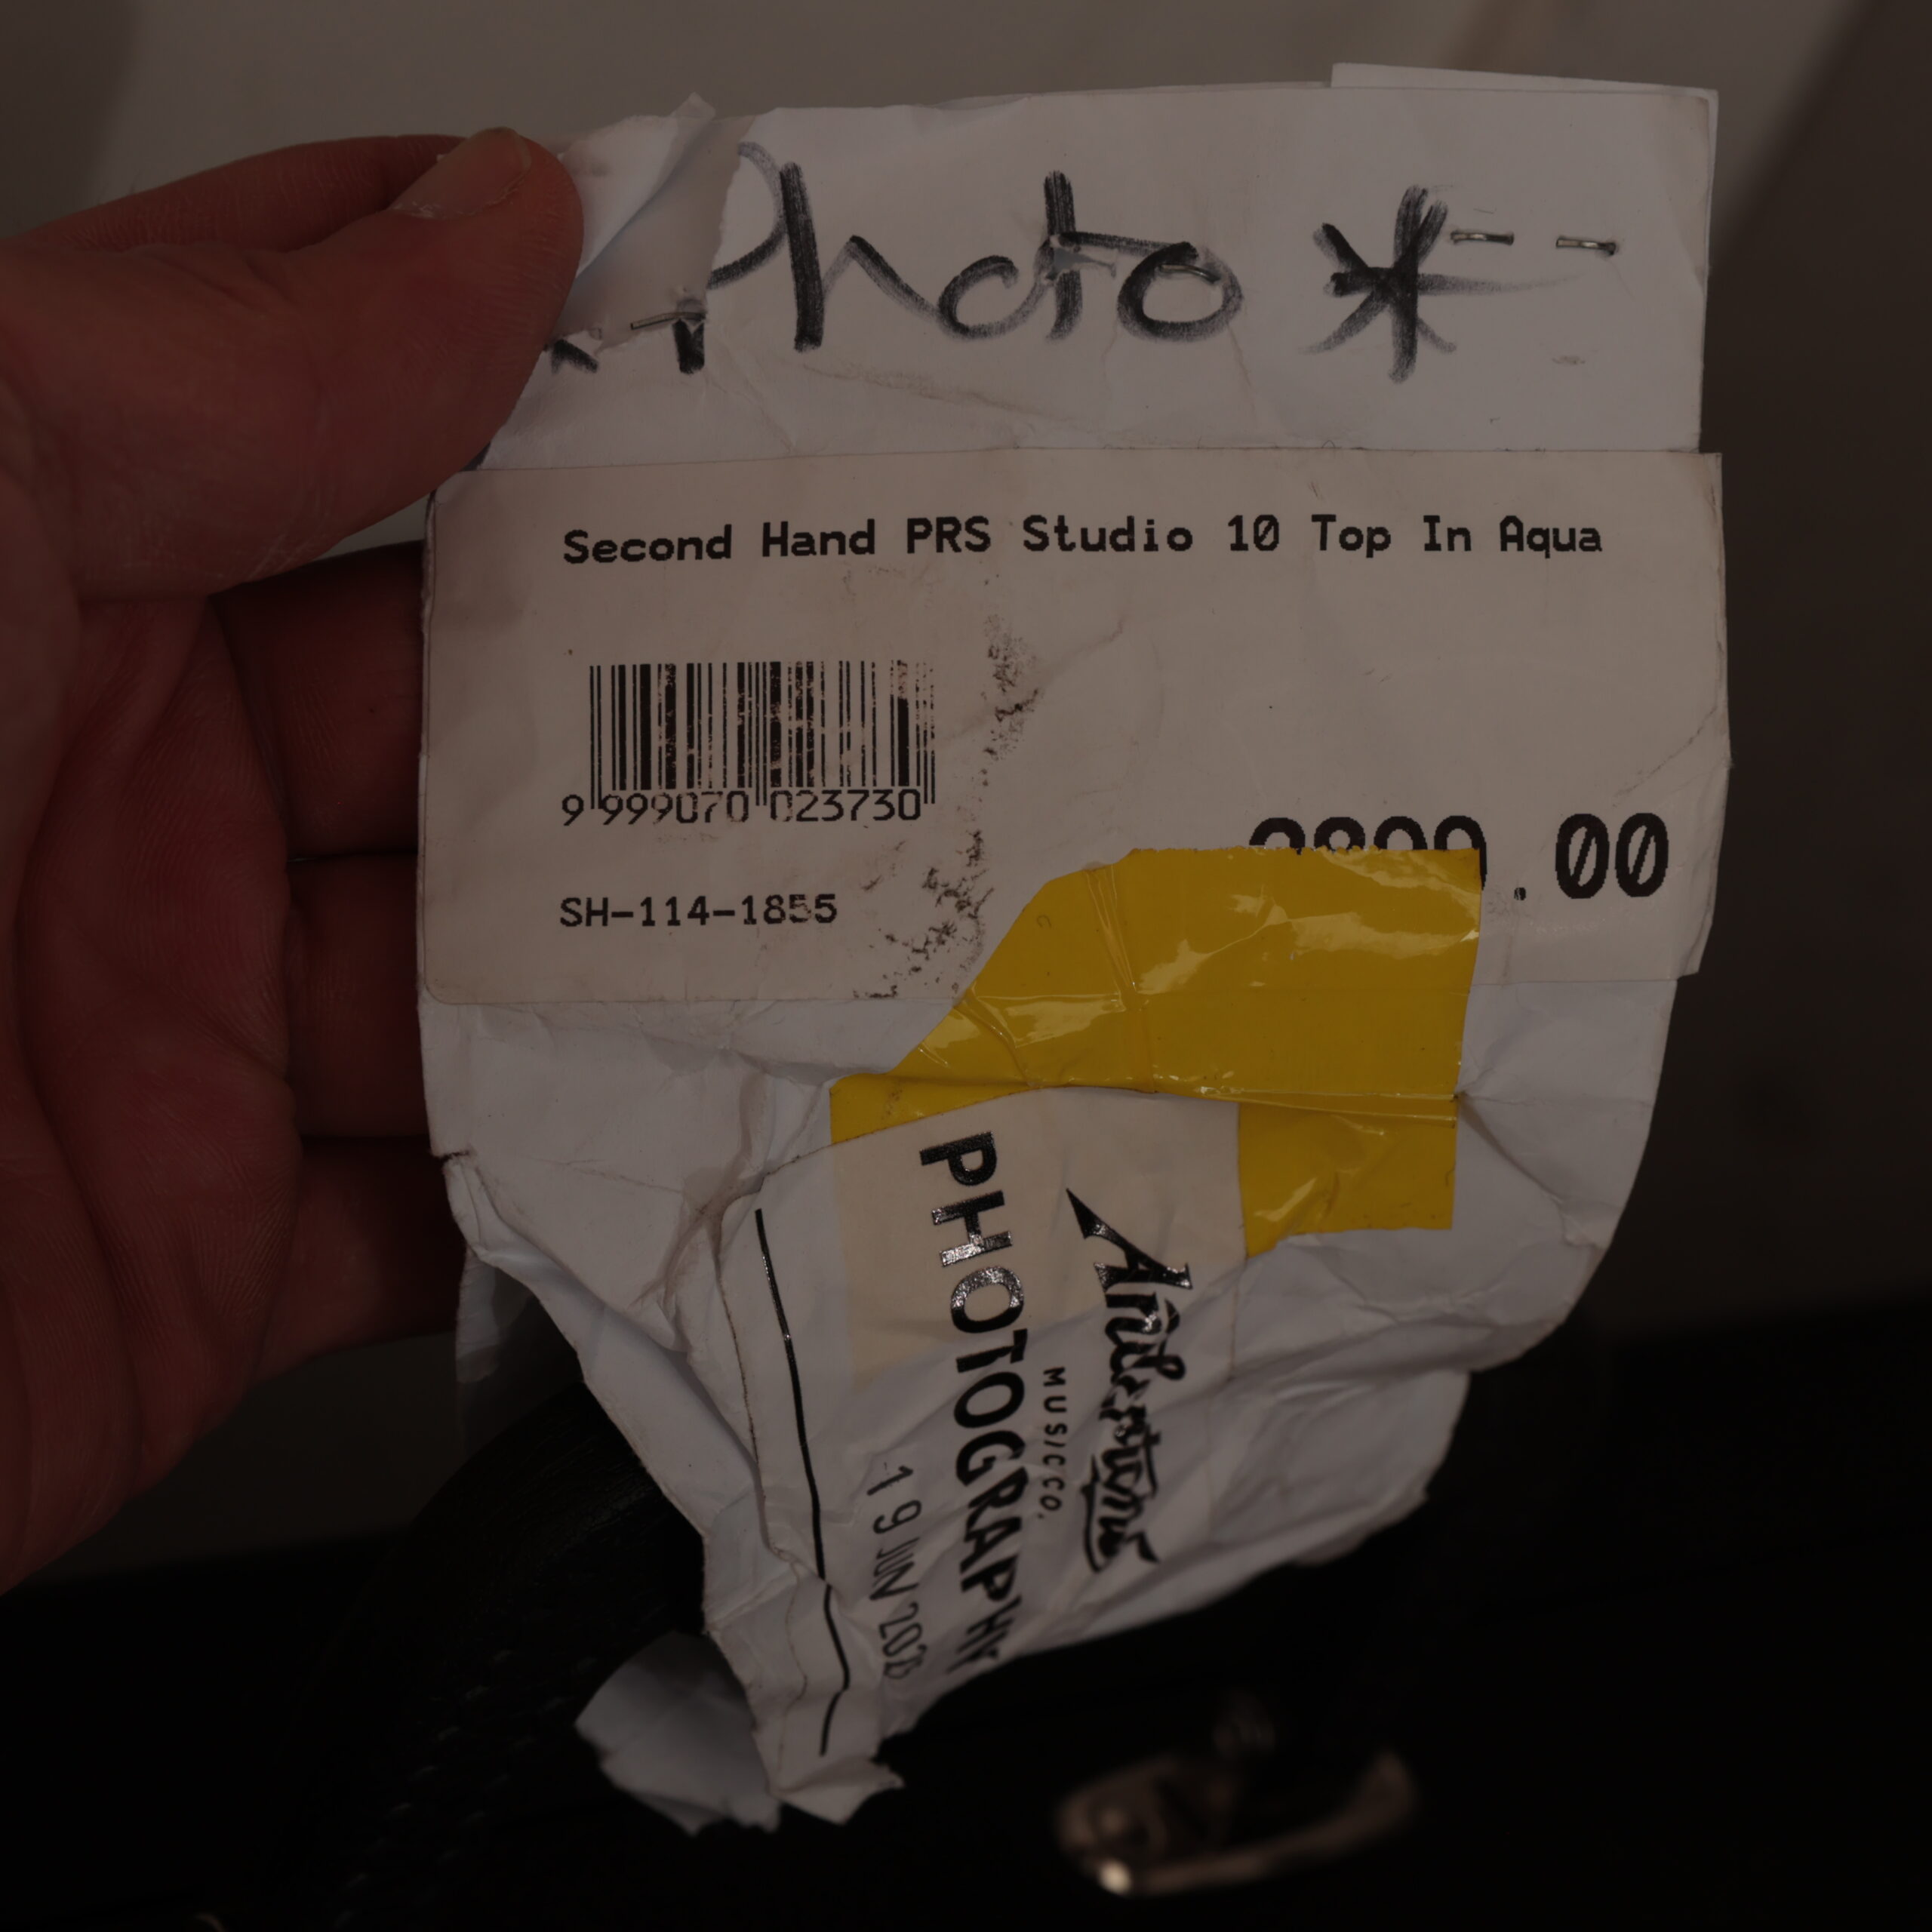 Photo *
Second Hand PRS Studio 10 Top In Aqua
9 999070 023730
.00
SH-114-1855
Andertons
MUSIC CO.
PHOTOGRAPHY
19 JUN 2025